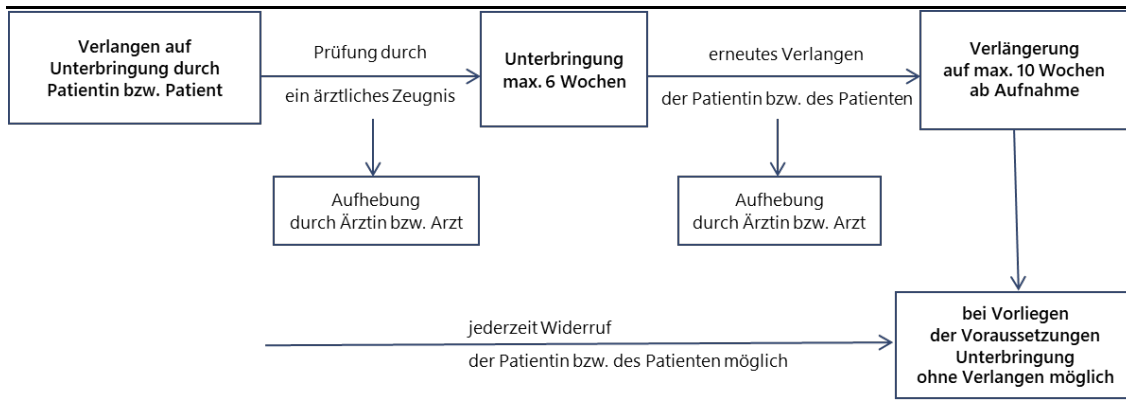 Verlangen auf
Unterbringung durch
Patientin bzw. Patient
Prüfung durch
ein ärztliches Zeugnis
Unterbringung
max. 6 Wochen
erneutes Verlangen
der Patientin bzw. des Patienten
Verlängerung
auf max. 10 Wochen
ab Aufnahme
Aufhebung
durch Ärztin bzw. Arzt
Aufhebung
durch Ärztin bzw. Arzt
jederzeit Widerruf
der Patientin bzw. des Patienten möglich
bei Vorliegen
der Voraussetzungen
Unterbringung
ohne Verlangen möglich